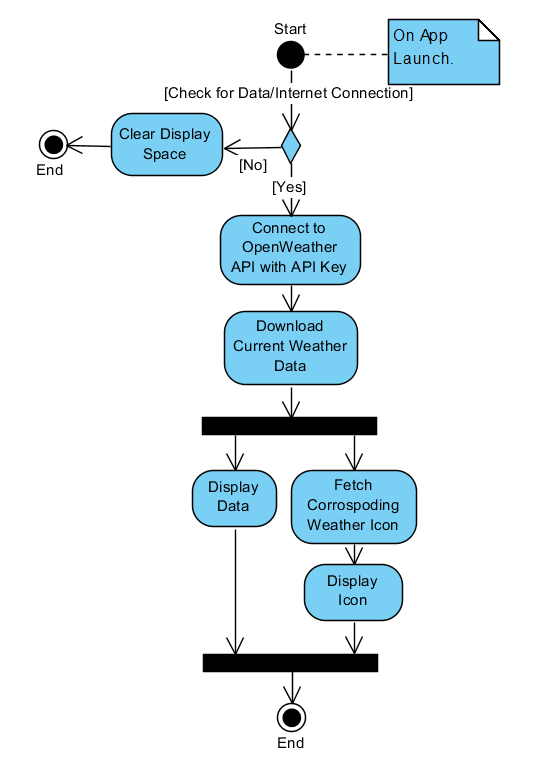 Start
On App
Launch.
[Check for Data/Internet Connection]
Clear Display
Space
End
[No]
[Yes]
Connect to
OpenWeather
API with API Key
Download
Current Weather
Data
Display
Data
Fetch
Corrospoding
Weather Icon
Display
Icon
End